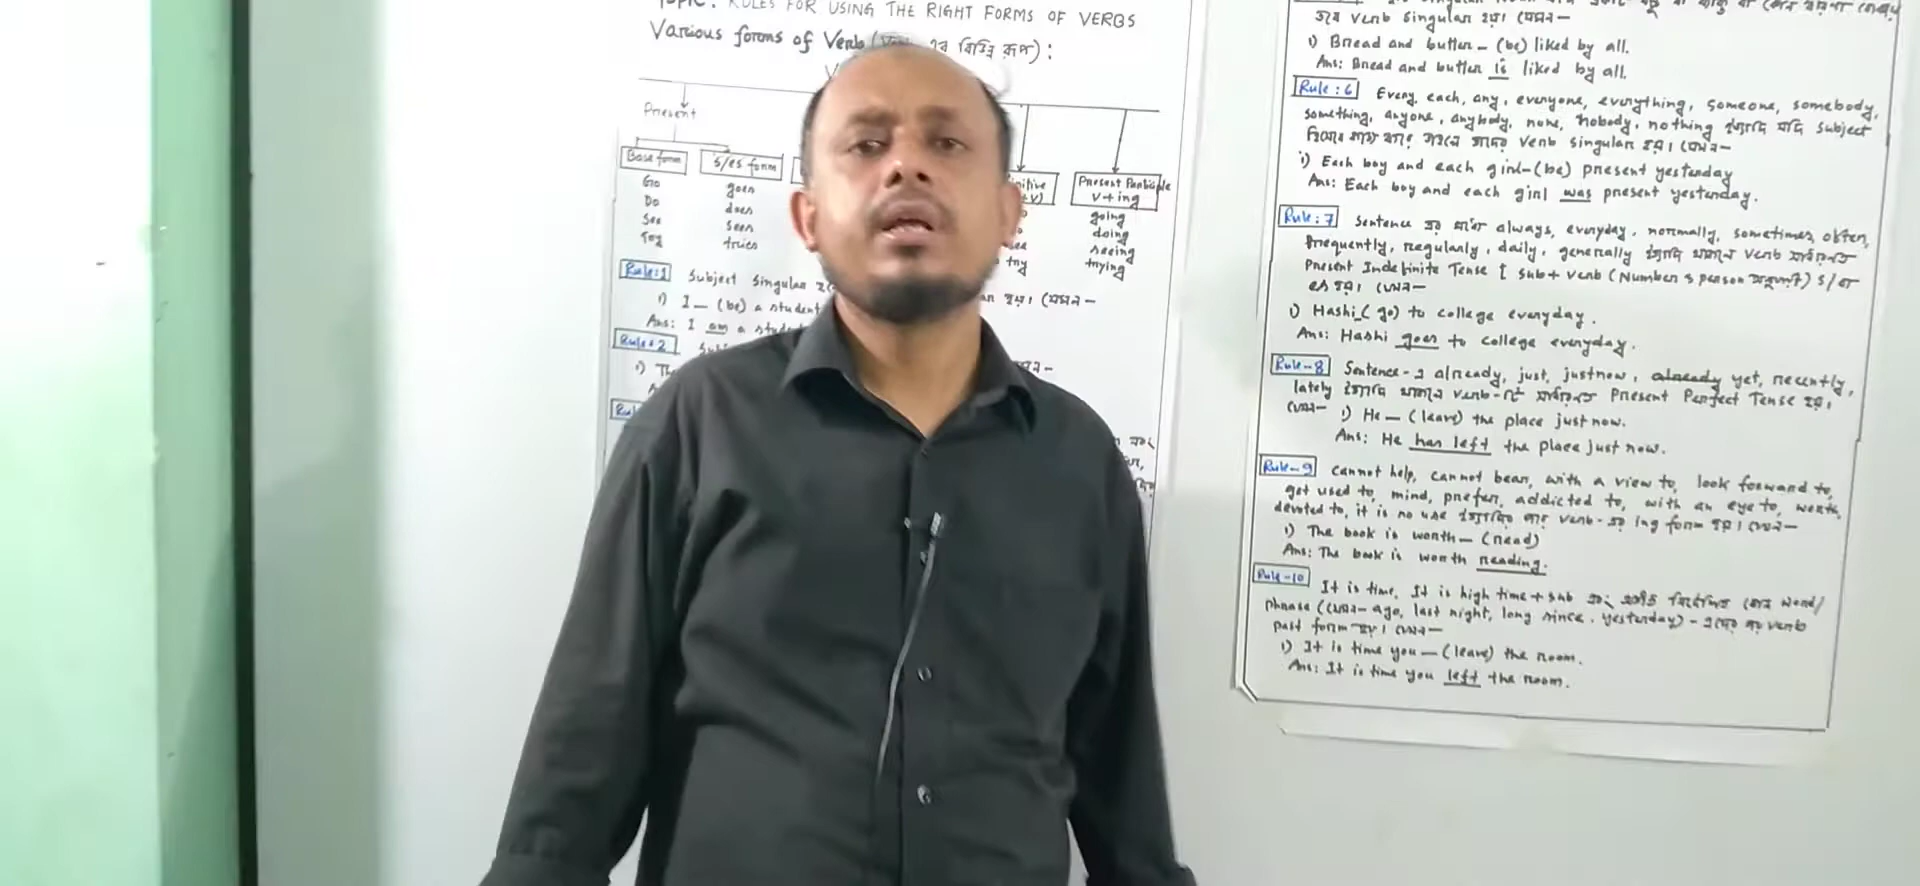 Topic: RULES FOR USING THE RIGHT FORMS OF VERBS
Various forms of Verb এর বিভিন্ন রূপ) :
Present
Base form
S/es form
Present Participle
V+ing
Go
goes
going
Do
does
doing
See
sees
seeing
Try
tries
try
trying
Rule:1
Subject Singular
i) I — (be) a student
Ans: I am a
Rule:2
হয়। যেমন—
তবে verb singular হয়। যেমন—
i) Bread and butter — (be) liked by all.
Ans: Bread and butter is liked by all.
Rule:6 Every, each, any, everyone, everything, someone, somebody,
something, anyone, anybody, none, nobody, nothing ইত্যাদি যদি subject
verb singular হয়। যেমন—
i) Each boy and each girl—(be) present yesterday
Ans: Each boy and each girl was present yesterday.
Rule:7 Sentence এর মধ্যে always, everyday, normally, sometimes, often,
frequently, regularly, daily, generally ইত্যাদি থাকলে verb
Present Indefinite Tense [ Sub+ verb (Number & person অনুযায়ী) s/ বা
es হয়। যেমন—
i) Hashi—( go) to college everyday.
Ans: Hashi goes to college everyday.
Rule-8 Sentence-এ already, just, justnow, already yet, recently,
lately ইত্যাদি থাকলে verb- Present Perfect Tense হয়,
যেমন— i) He — (leave) the place just now.
Ans: He has left the place just now.
Rule-9 Cannot help, cannot bear, with a view to, look forward to,
get used to, mind, prefer, addicted to, with an eye to, worth,
devoted to, it is no use ইত্যাদির পর verb-এর ing form হয়। যেমন—
i) The book is worth — (read)
Ans: The book is worth reading.
Rule-10 It is time, It is high time + sub এবং অতীত নির্দেশিত কোন word/
phrase (যেমন- ago, last night, long since, yesterday) - এদের পর verb
past form হয়। যেমন—
i) It is time you — (leave) the room.
Ans: It is time you left the room.